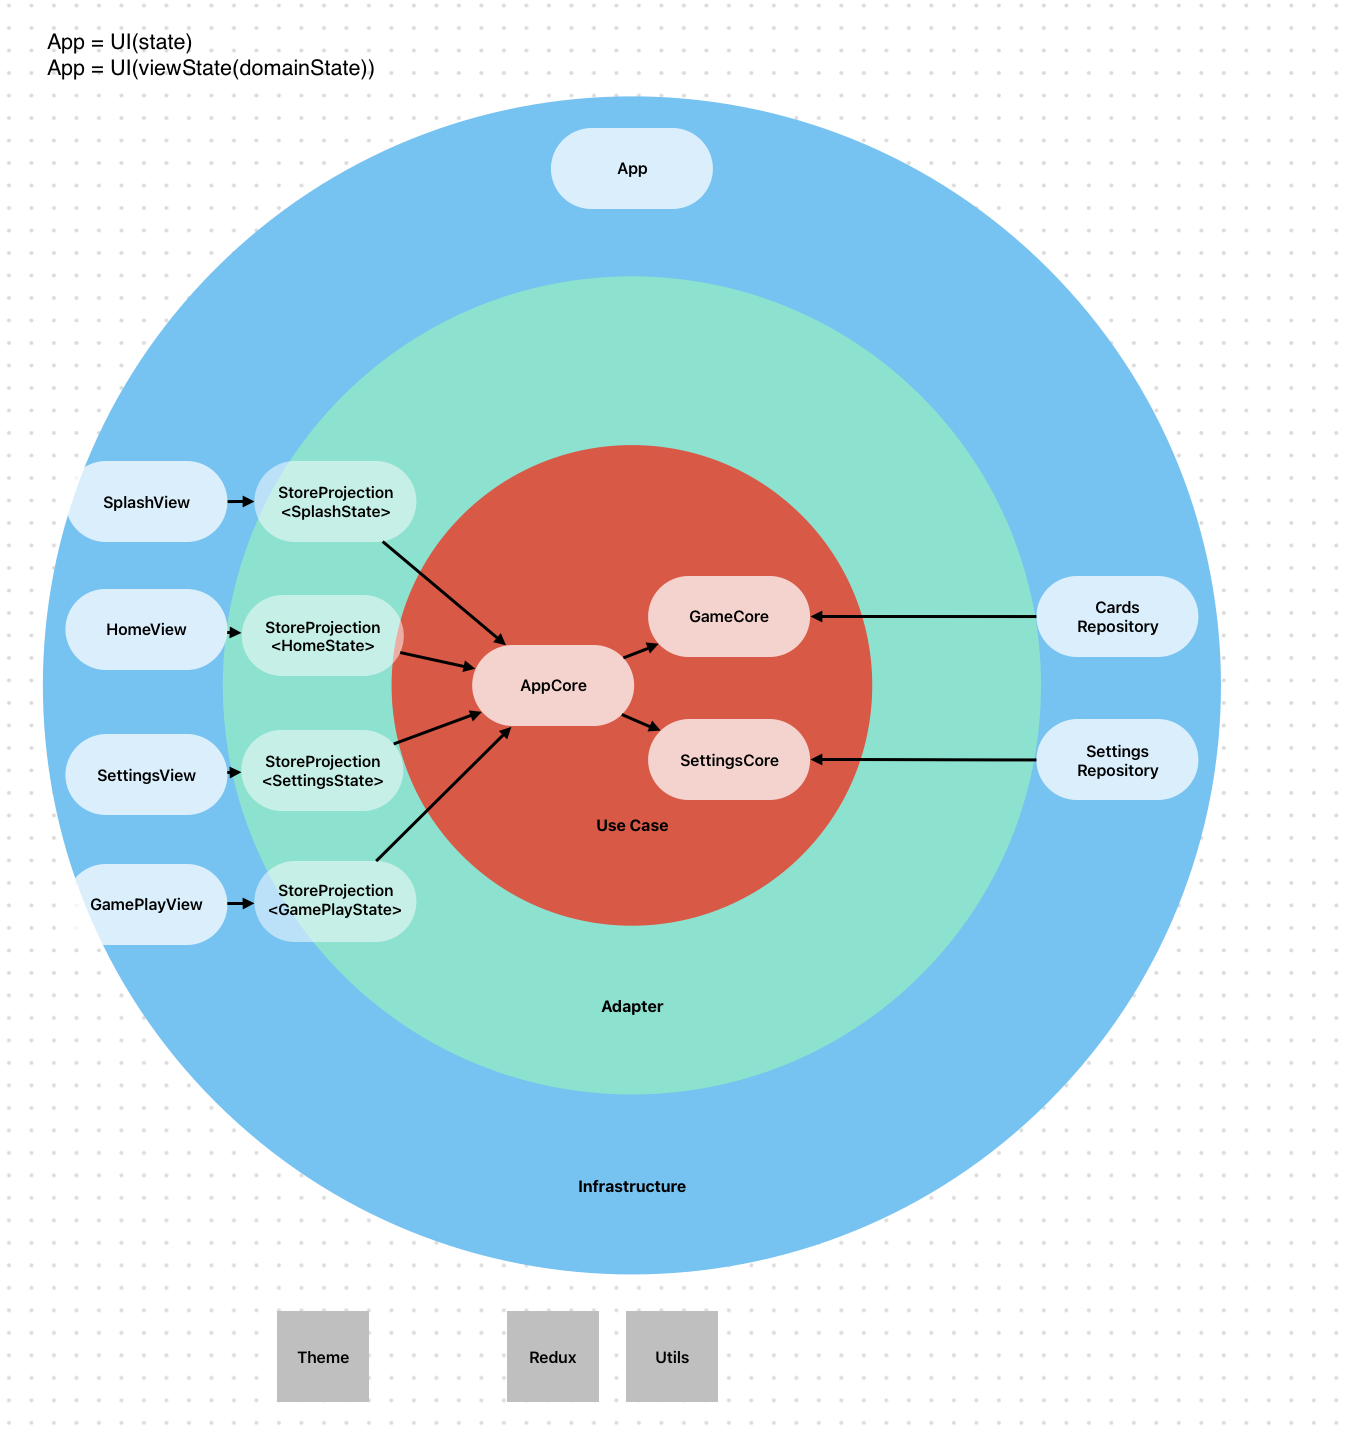 App = UI(state)
App = UI(viewState(domainState))
App
SplashView
StoreProjection
<SplashState>
HomeView
StoreProjection
<HomeState>
GameCore
Cards
Repository
AppCore
SettingsView
StoreProjection
<SettingsState>
SettingsCore
Settings
Repository
Use Case
GamePlayView
StoreProjection
<GamePlayState>
Adapter
Infrastructure
Theme
Redux
Utils